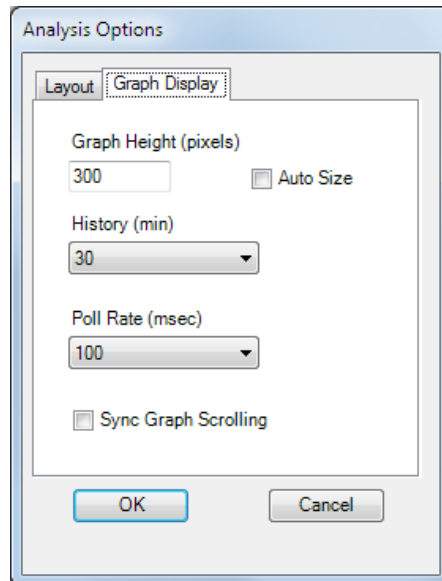 Analysis Options
Layout Graph Display
Graph Height (pixels)
300 Auto Size
History (min)
30
Poll Rate (msec)
100
Sync Graph Scrolling
OK Cancel